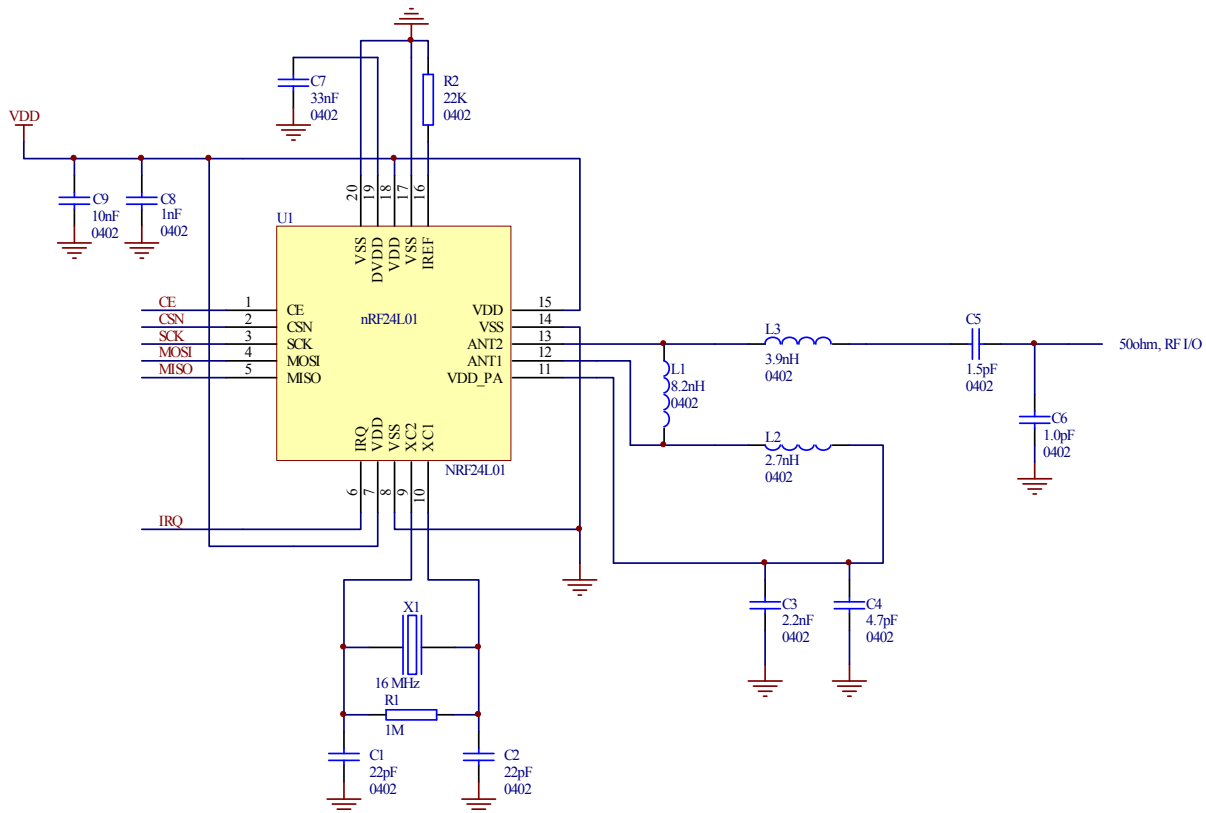 C7
33nF
0402
R2
22K
0402
VDD
C9
10nF
0402
C8
1nF
0402
20
19
18
17
16
U1
VSS
DVDD
VDD
VSS
IREF
nRF24L01
CE
CSN
SCK
MOSI
MISO
1
2
3
4
5
CE
CSN
SCK
MOSI
MISO
VDD
VSS
ANT2
ANT1
VDD_PA
15
14
13
12
11
IRQ
VDD
VSS
XC2
XC1
NRF24L01
6
7
8
9
10
IRQ
L3
3.9nH
0402
C5
1.5pF
0402
50ohm, RF I/O
L1
8.2nH
0402
C6
1.0pF
0402
L2
2.7nH
0402
C3
2.2nF
0402
C4
4.7pF
0402
X1
16 MHz
R1
1M
C1
22pF
0402
C2
22pF
0402